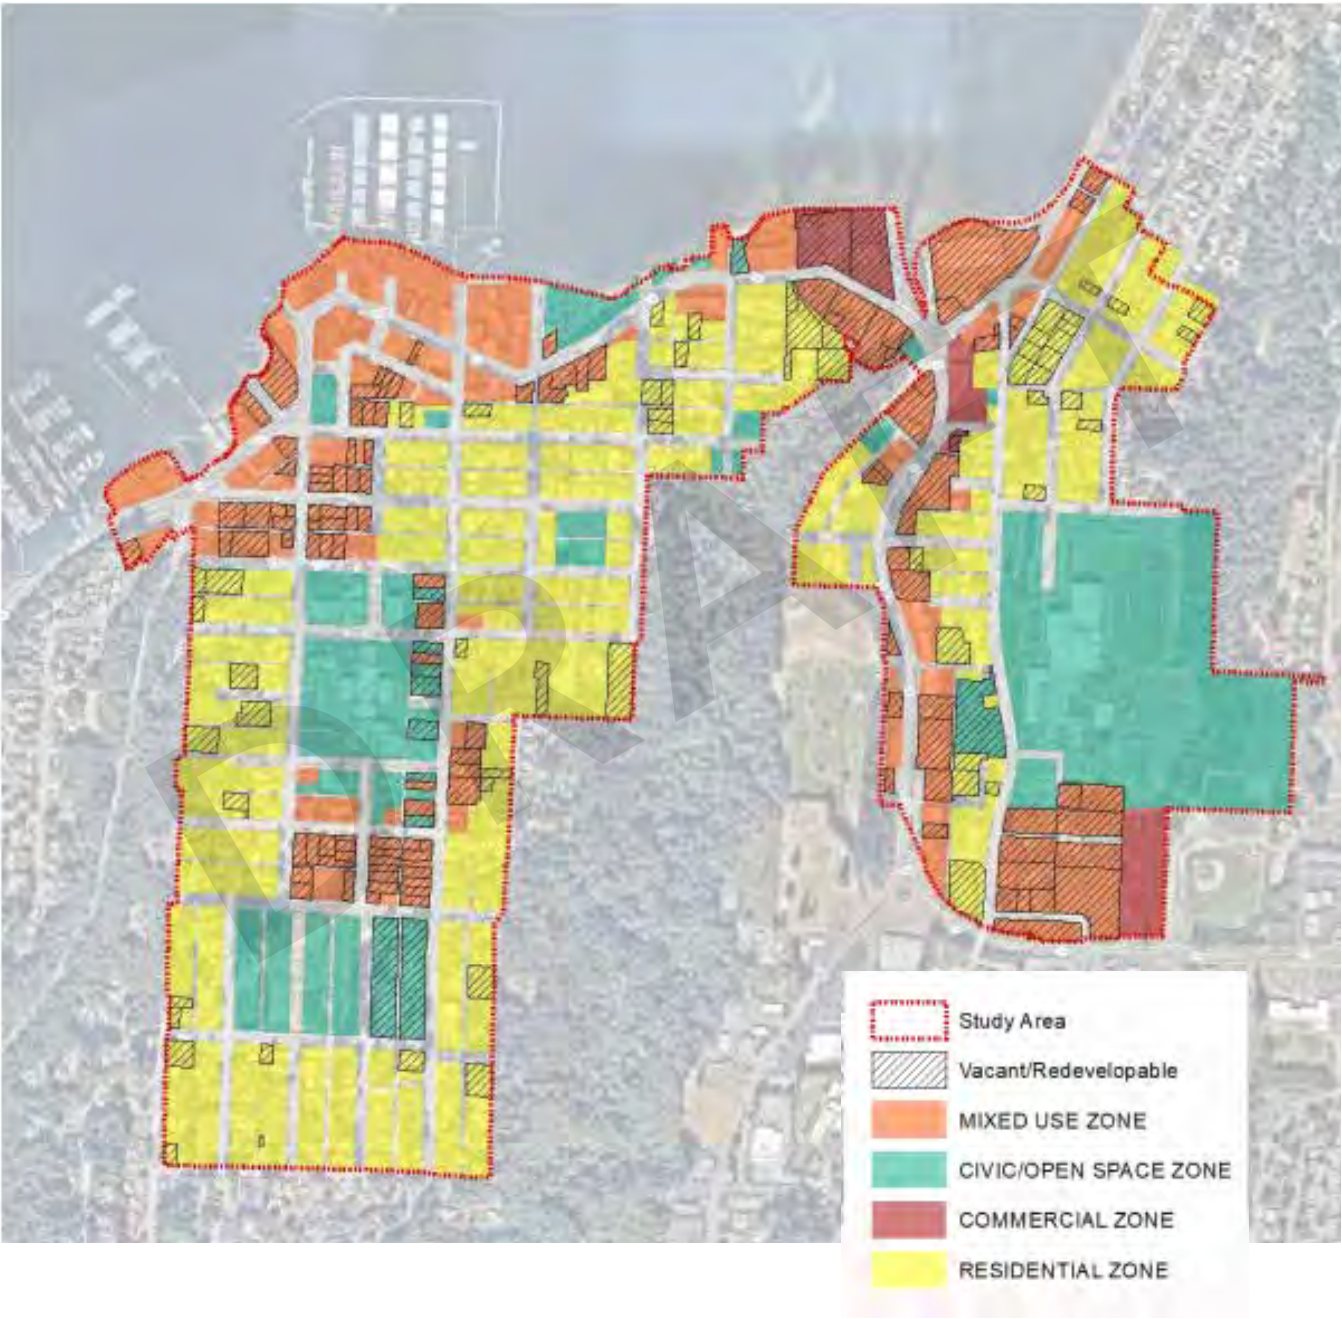 DRAFT
Study Area
Vacant/Redevelopable
MIXED USE ZONE
CIVIC/OPEN SPACE ZONE
COMMERCIAL ZONE
RESIDENTIAL ZONE